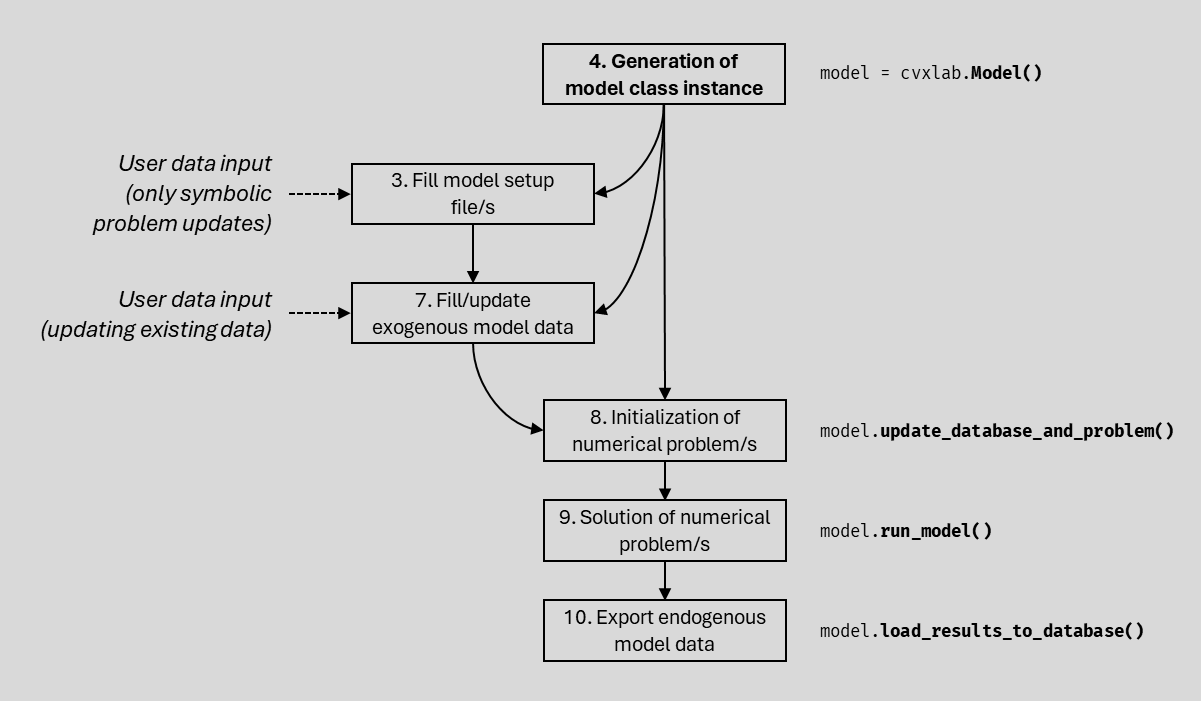 4. Generation of
model class instance
model = cvxlab.Model()
User data input
(only symbolic
problem updates)
3. Fill model setup
file/s
User data input
(updating existing data)
7. Fill/update
exogenous model data
8. Initialization of
numerical problem/s
model.update_database_and_problem()
9. Solution of numerical
problem/s
model.run_model()
10. Export endogenous
model data
model.load_results_to_database()